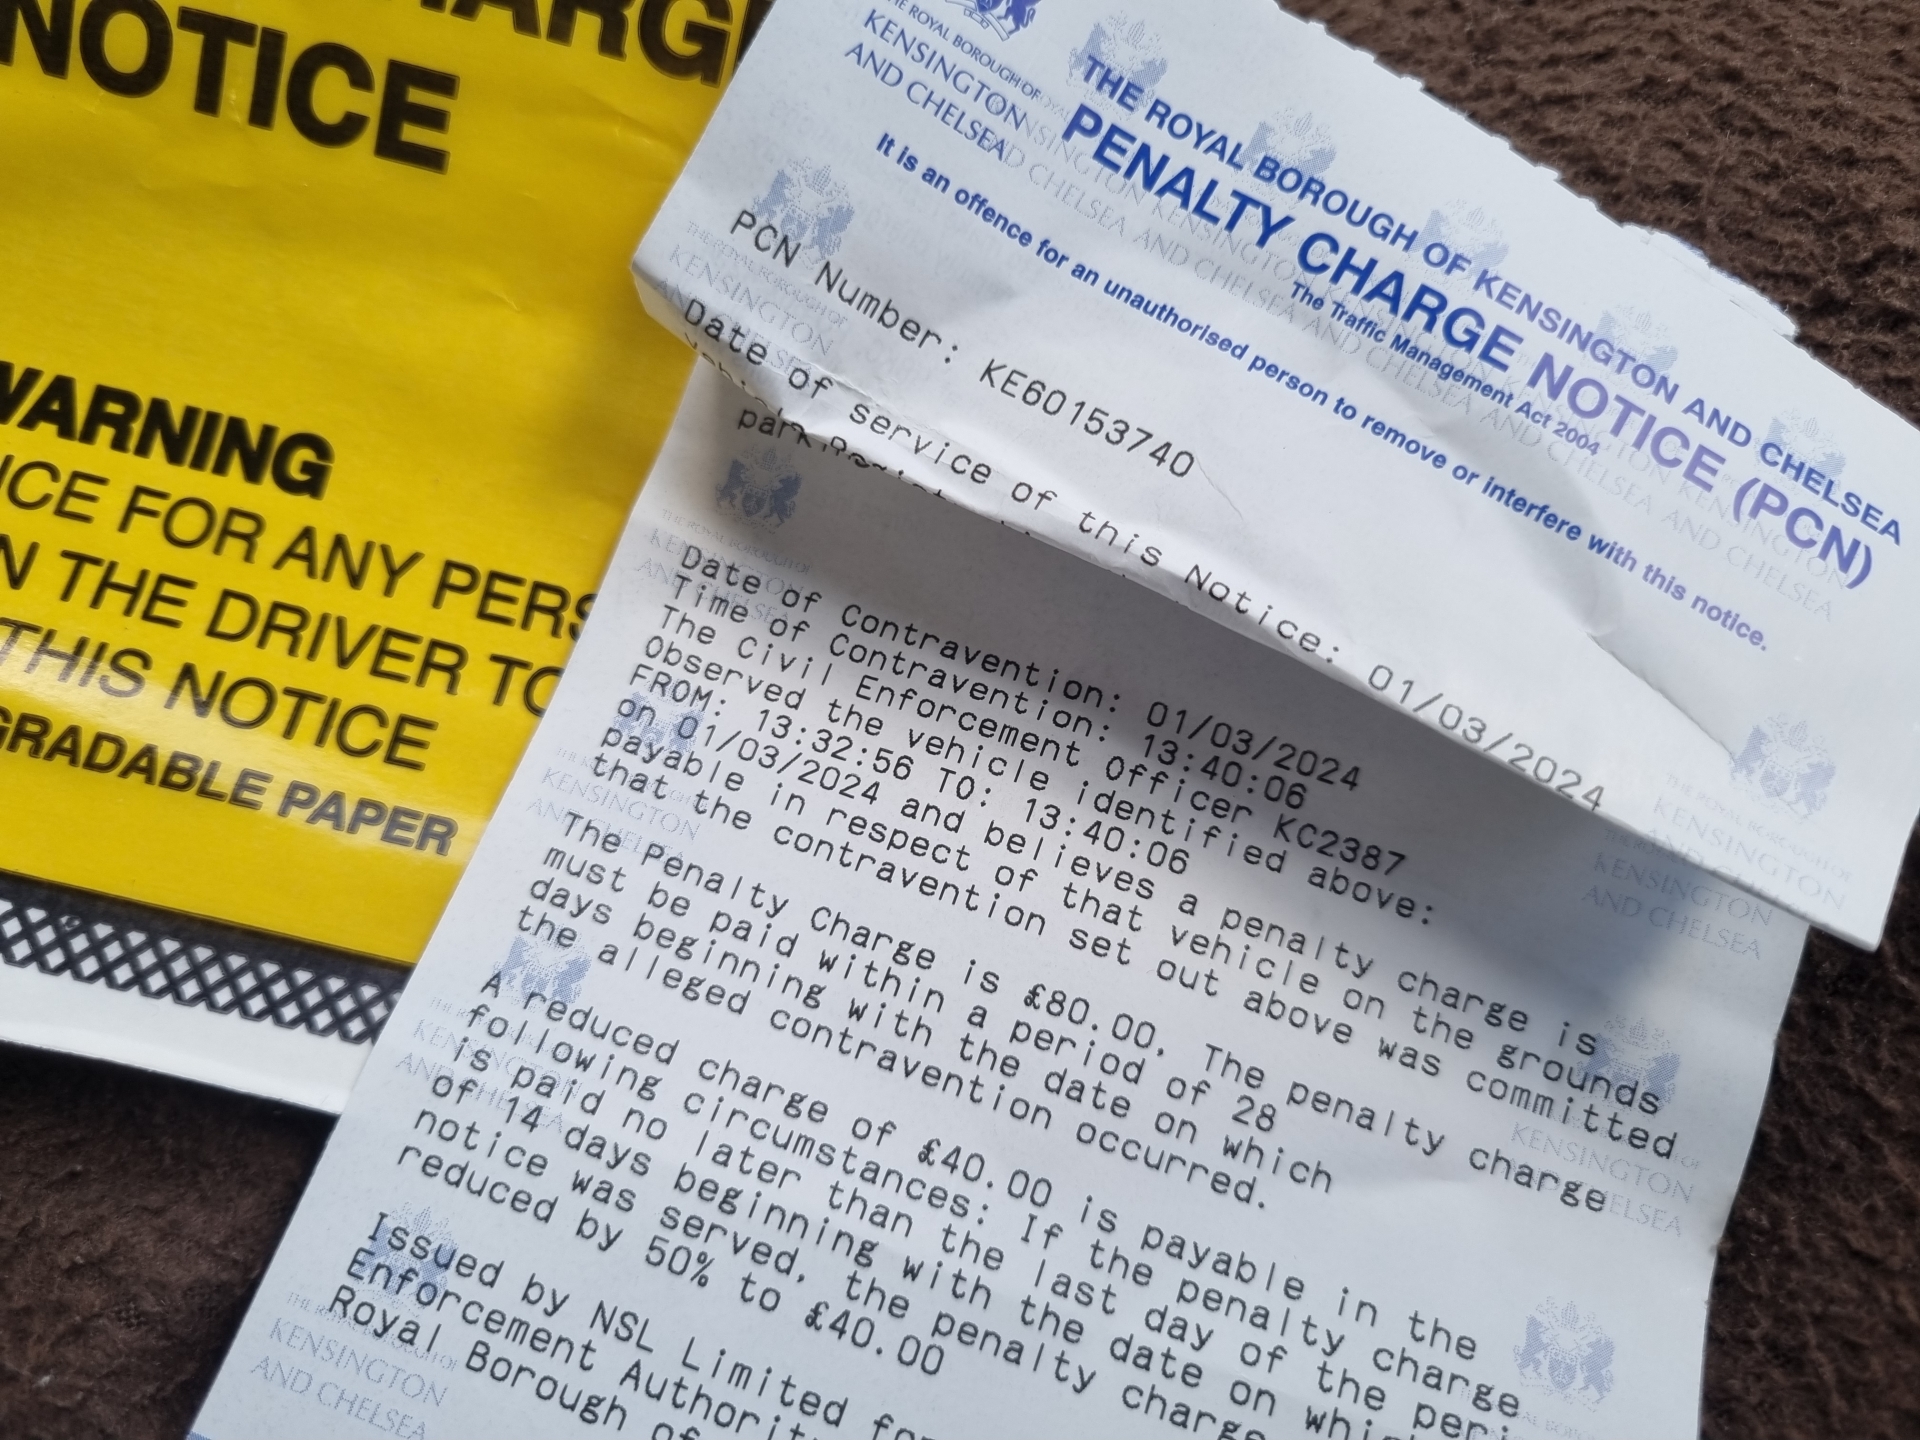 NOTICE
WARNING
FOR ANY
THE DRIVER TO
THIS NOTICE
PAPER
THE ROYAL BOROUGH OF
KENSINGTON
AND CHELSEA
THE ROYAL BOROUGH OF KENSINGTON AND CHELSEA
PENALTY CHARGE NOTICE (PCN)
The Traffic Management Act 2004
It is an offence for an unauthorised person to remove or interfere with this notice.
PCN Number: KE60153740
Date of service of this Notice: 01/03/2024
Date of Contravention: 01/03/2024
Time of Contravention: 13:40:06
The Civil Enforcement Officer KC2387
Observed the vehicle identified above:
FROM: 13:32:56 TO: 13:40:06
on 01/03/2024 and believes a penalty charge is
payable in respect of that vehicle on the grounds
that the contravention set out above was committed
The Penalty Charge is £80.00. The penalty charge
must be paid within a period of 28
days beginning with the date on which
the alleged contravention occurred.
A reduced charge of £40.00 is payable in the
following circumstances: If the penalty charge
is paid no later than the last day of the
of 14 days beginning with the date on
notice was served, the penalty charge
reduced by 50% to £40.00
Issued by NSL Limited
Enforcement
Royal Borough of
KENSINGTON
AND CHELSEA